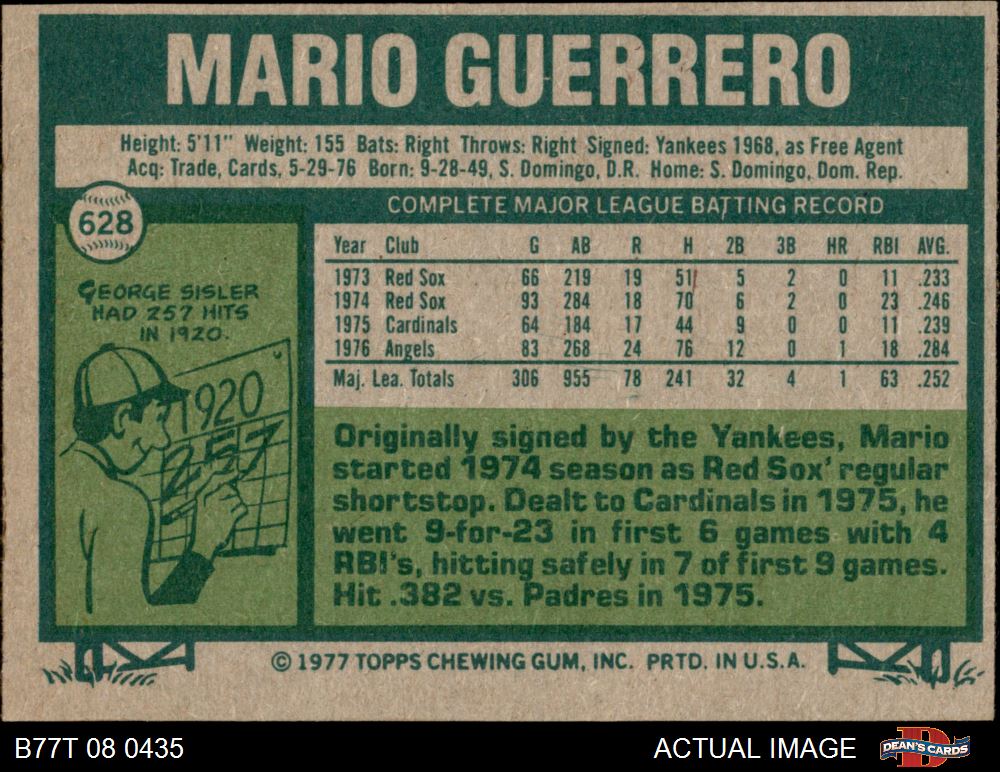 MARIO GUERRERO
Height: 5'11" Weight: 155 Bats: Right Throws: Right Signed: Yankees 1968, as Free Agent
Acq: Trade, Cards, 5-29-76 Born: 9-28-49, S. Domingo, D.R. Home: S. Domingo, Dom. Rep.
628
COMPLETE MAJOR LEAGUE BATTING RECORD
Year Club G AB R H 2B 3B HR RBI AVG.
1973 Red Sox 66 219 19 51 5 2 0 11 .233
1974 Red Sox 93 284 18 70 6 2 0 23 .246
1975 Cardinals 64 184 17 44 9 0 0 11 .239
1976 Angels 83 268 24 76 12 0 1 18 .284
Maj. Lea. Totals 306 955 78 241 32 4 1 63 .252
GEORGE SISLER
HAD 257 HITS
IN 1920.
1920
257
Originally signed by the Yankees, Mario
started 1974 season as Red Sox' regular
shortstop. Dealt to Cardinals in 1975, he
went 9-for-23 in first 6 games with 4
RBI's, hitting safely in 7 of first 9 games.
Hit .382 vs. Padres in 1975.
© 1977 TOPPS CHEWING GUM, INC. PRTD. IN U.S.A.
B77T 08 0435
ACTUAL IMAGE
D
DEAN'S CARDS